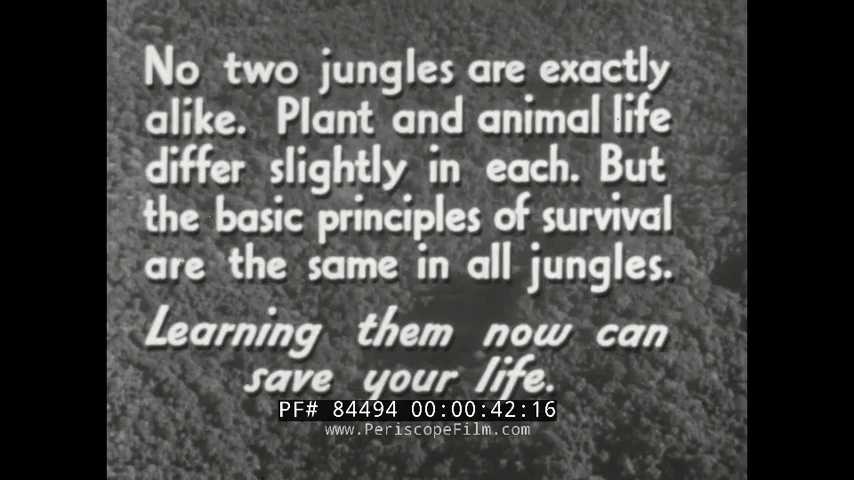 No two jungles are exactly
alike. Plant and animal life
differ slightly in each. But
the basic principles of survival
are the same in all jungles.
Learning them now can
save your life.
PF# 84494 00:00:42:16
www.PeriscopeFilm.com